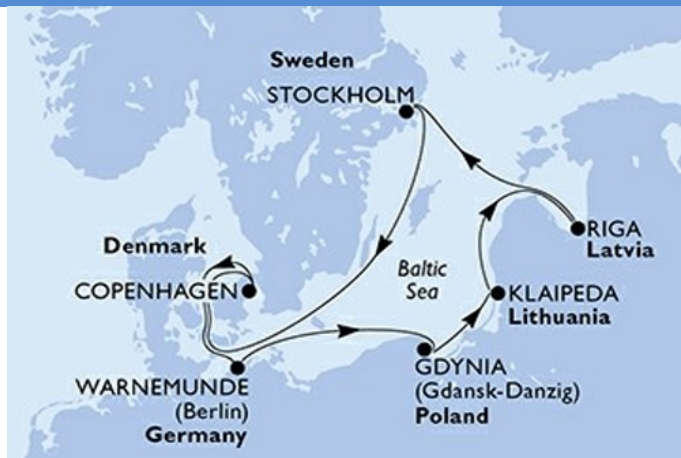 Sweden
STOCKHOLM
RIGA
Latvia
Denmark
COPENHAGEN
Baltic
Sea
KLAIPEDA
Lithuania
WARNEMUNDE
(Berlin)
Germany
GDYNIA
(Gdansk-Danzig)
Poland